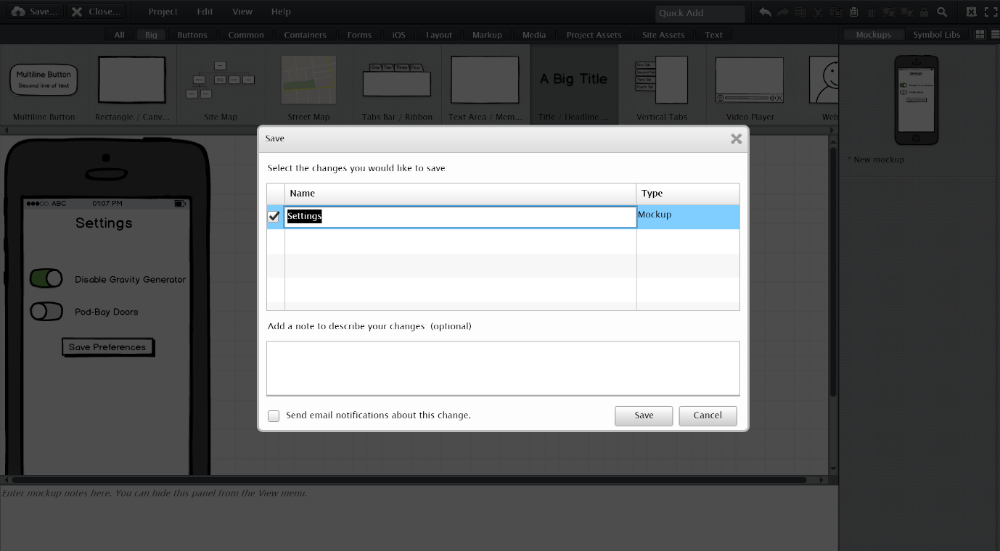 Save... Close... Project Edit View Help Quick Add
All Big Buttons Common Containers Forms iOS Layout Markup Media Project Assets Site Assets Text Mockups Symbol Libs
Multiline Button
Second line of text
One Two Three Four
First Tab
Second Tab
Third Tab
Fourth Tab
A Big Title
Multiline Button Rectangle / Canv... Site Map Street Map Tabs Bar / Ribbon Text Area / Mem... Title / Headline ... Vertical Tabs Video Player Web
* New mockup
Save
Select the changes you would like to save
Name Type
Settings Mockup
Add a note to describe your changes (optional)
Send email notifications about this change.
Save Cancel
ABC 01:07 PM
Settings
Disable Gravity Generator
Pod-Bay Doors
Save Preferences
Enter mockup notes here. You can hide this panel from the View menu.